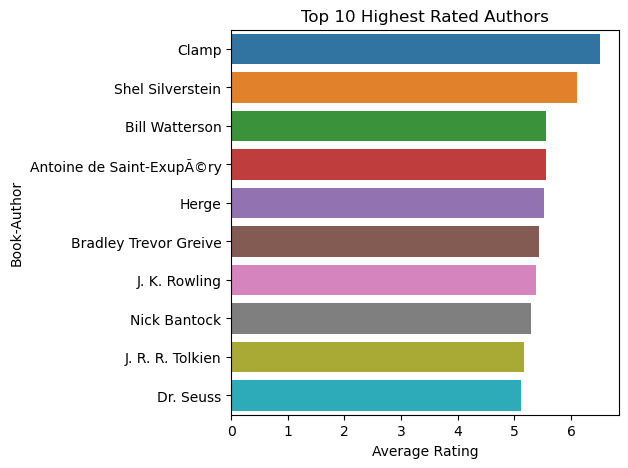 Top 10 Highest Rated Authors
Clamp
Shel Silverstein
Bill Watterson
Antoine de Saint-ExupÃ©ry
Herge
Bradley Trevor Greive
J. K. Rowling
Nick Bantock
J. R. R. Tolkien
Dr. Seuss
Book-Author
0 1 2 3 4 5 6
Average Rating